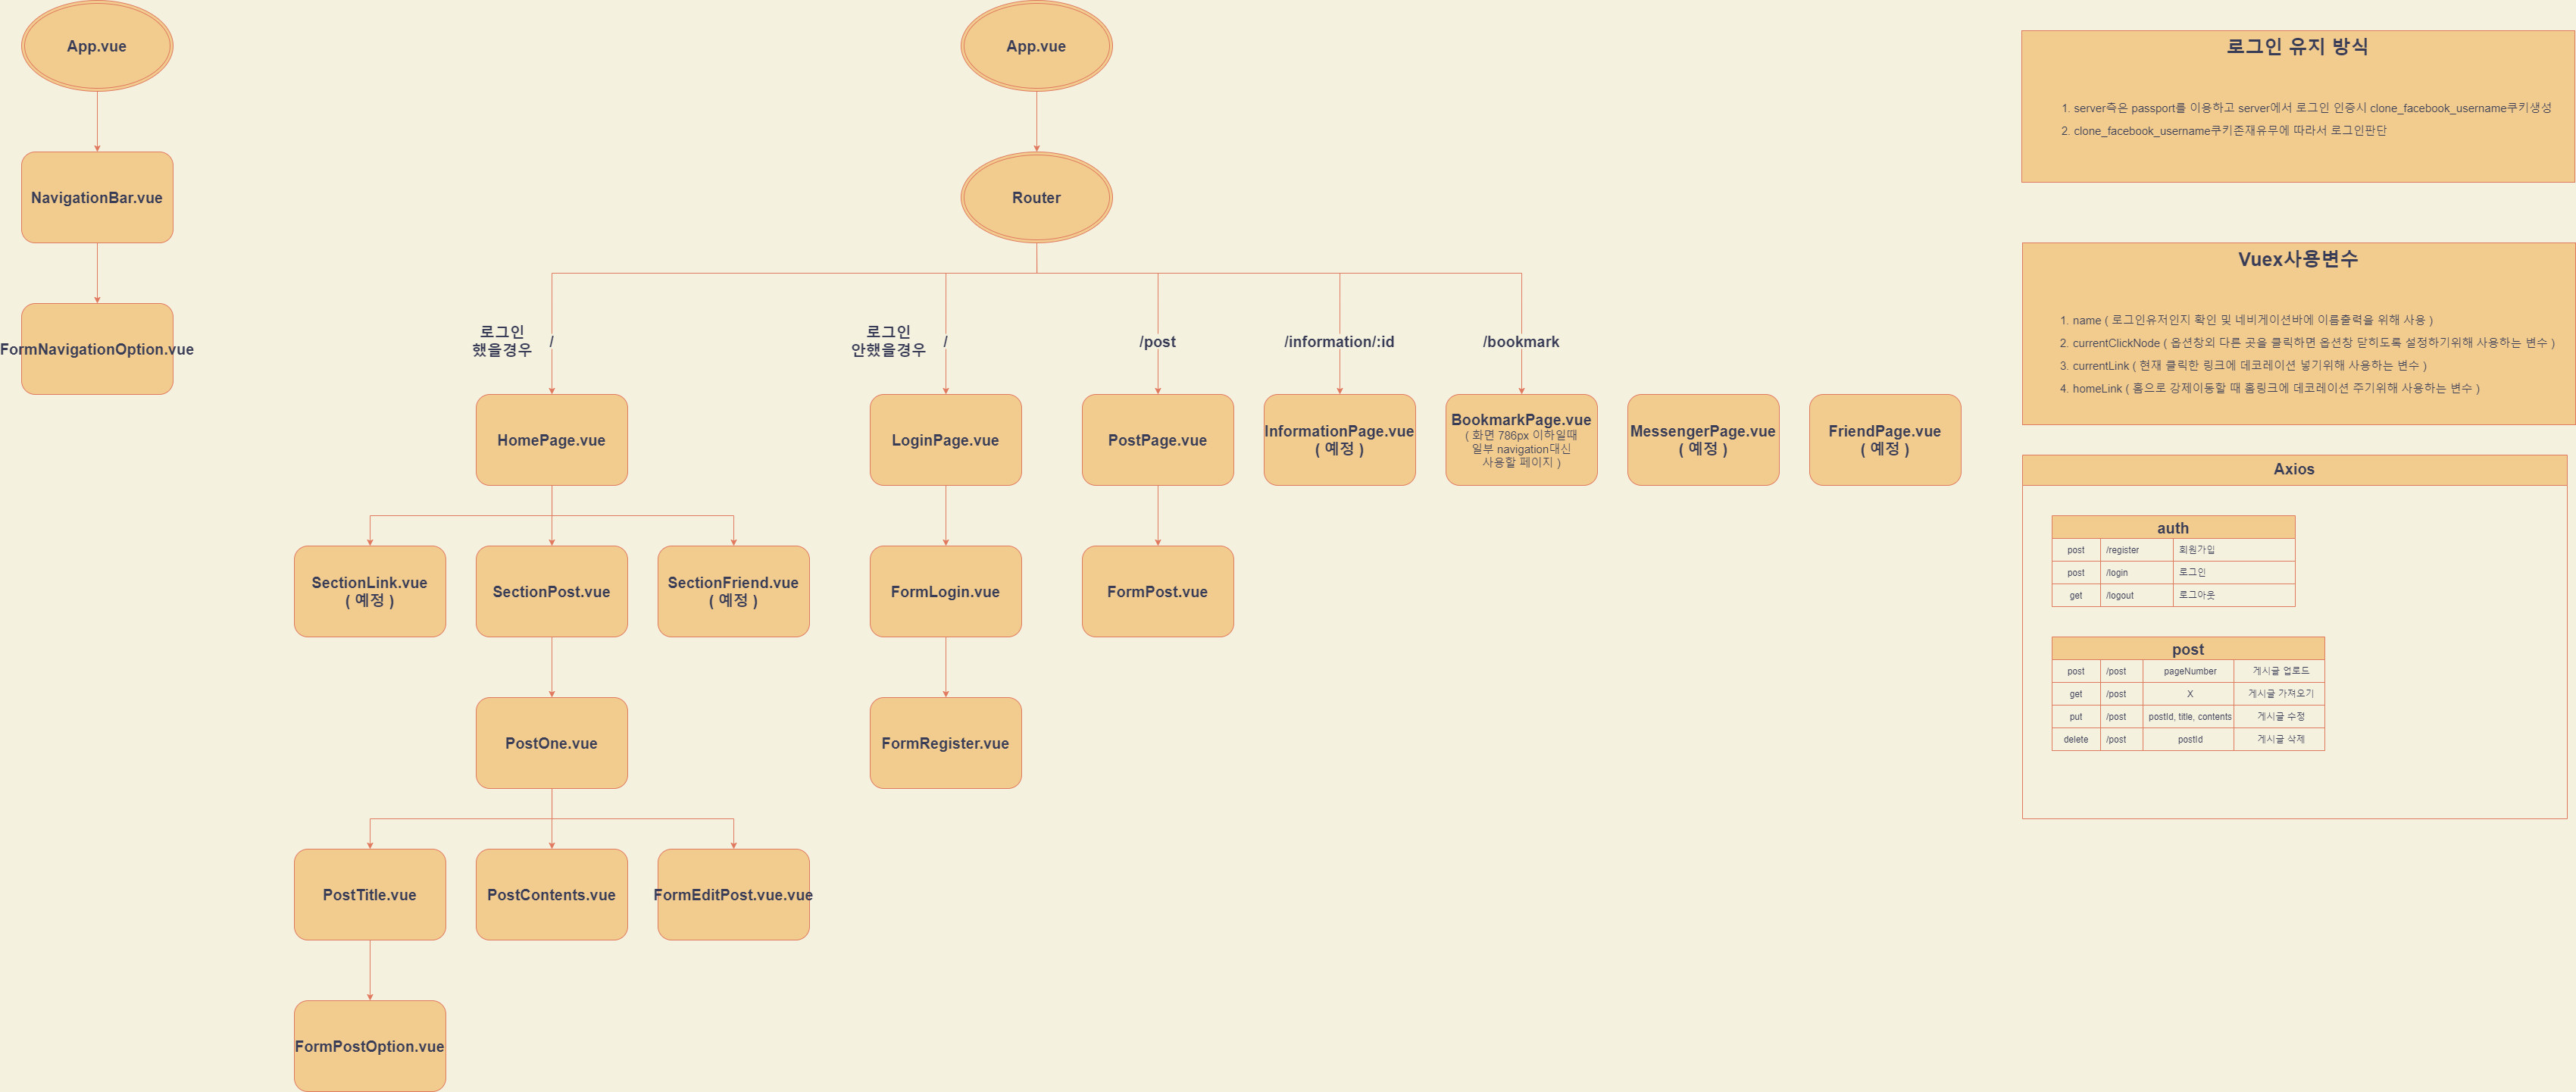 App.vue
NavigationBar.vue
FormNavigationOption.vue
App.vue
Router
로그인
했을경우
/
로그인
안했을경우
/
/post
/information/:id
/bookmark
HomePage.vue
LoginPage.vue
PostPage.vue
InformationPage.vue
( 예정 )
BookmarkPage.vue
( 화면 786px 이하일때
일부 navigation대신
사용할 페이지 )
MessengerPage.vue
( 예정 )
FriendPage.vue
( 예정 )
SectionLink.vue
( 예정 )
SectionPost.vue
SectionFriend.vue
( 예정 )
FormLogin.vue
FormPost.vue
PostOne.vue
FormRegister.vue
PostTitle.vue
PostContents.vue
FormEditPost.vue.vue
FormPostOption.vue
로그인 유지 방식
1. server즉은 passport를 이용하고 server에서 로그인 인증시 clone_facebook_username쿠키생성
2. clone_facebook_username쿠키존재유무에 따라서 로그인판단
Vuex사용변수
1. name ( 로그인유저인지 확인 및 네비게이션바에 이름출력을 위해 사용 )
2. currentClickNode ( 옵션창외 다른 곳을 클릭하면 옵션창 닫히도록 설정하기위해 사용하는 변수 )
3. currentLink ( 현재 클릭한 링크에 데코레이션 넣기위해 사용하는 변수 )
4. homeLink ( 홈으로 강제이동할 때 홈링크에 데코레이션 주기위해 사용하는 변수 )
Axios
auth
post /register 회원가입
post /login 로그인
get /logout 로그아웃
post
post /post pageNumber 게시글 업로드
get /post X 게시글 가져오기
put /post postId, title, contents 게시글 수정
delete /post postId 게시글 삭제